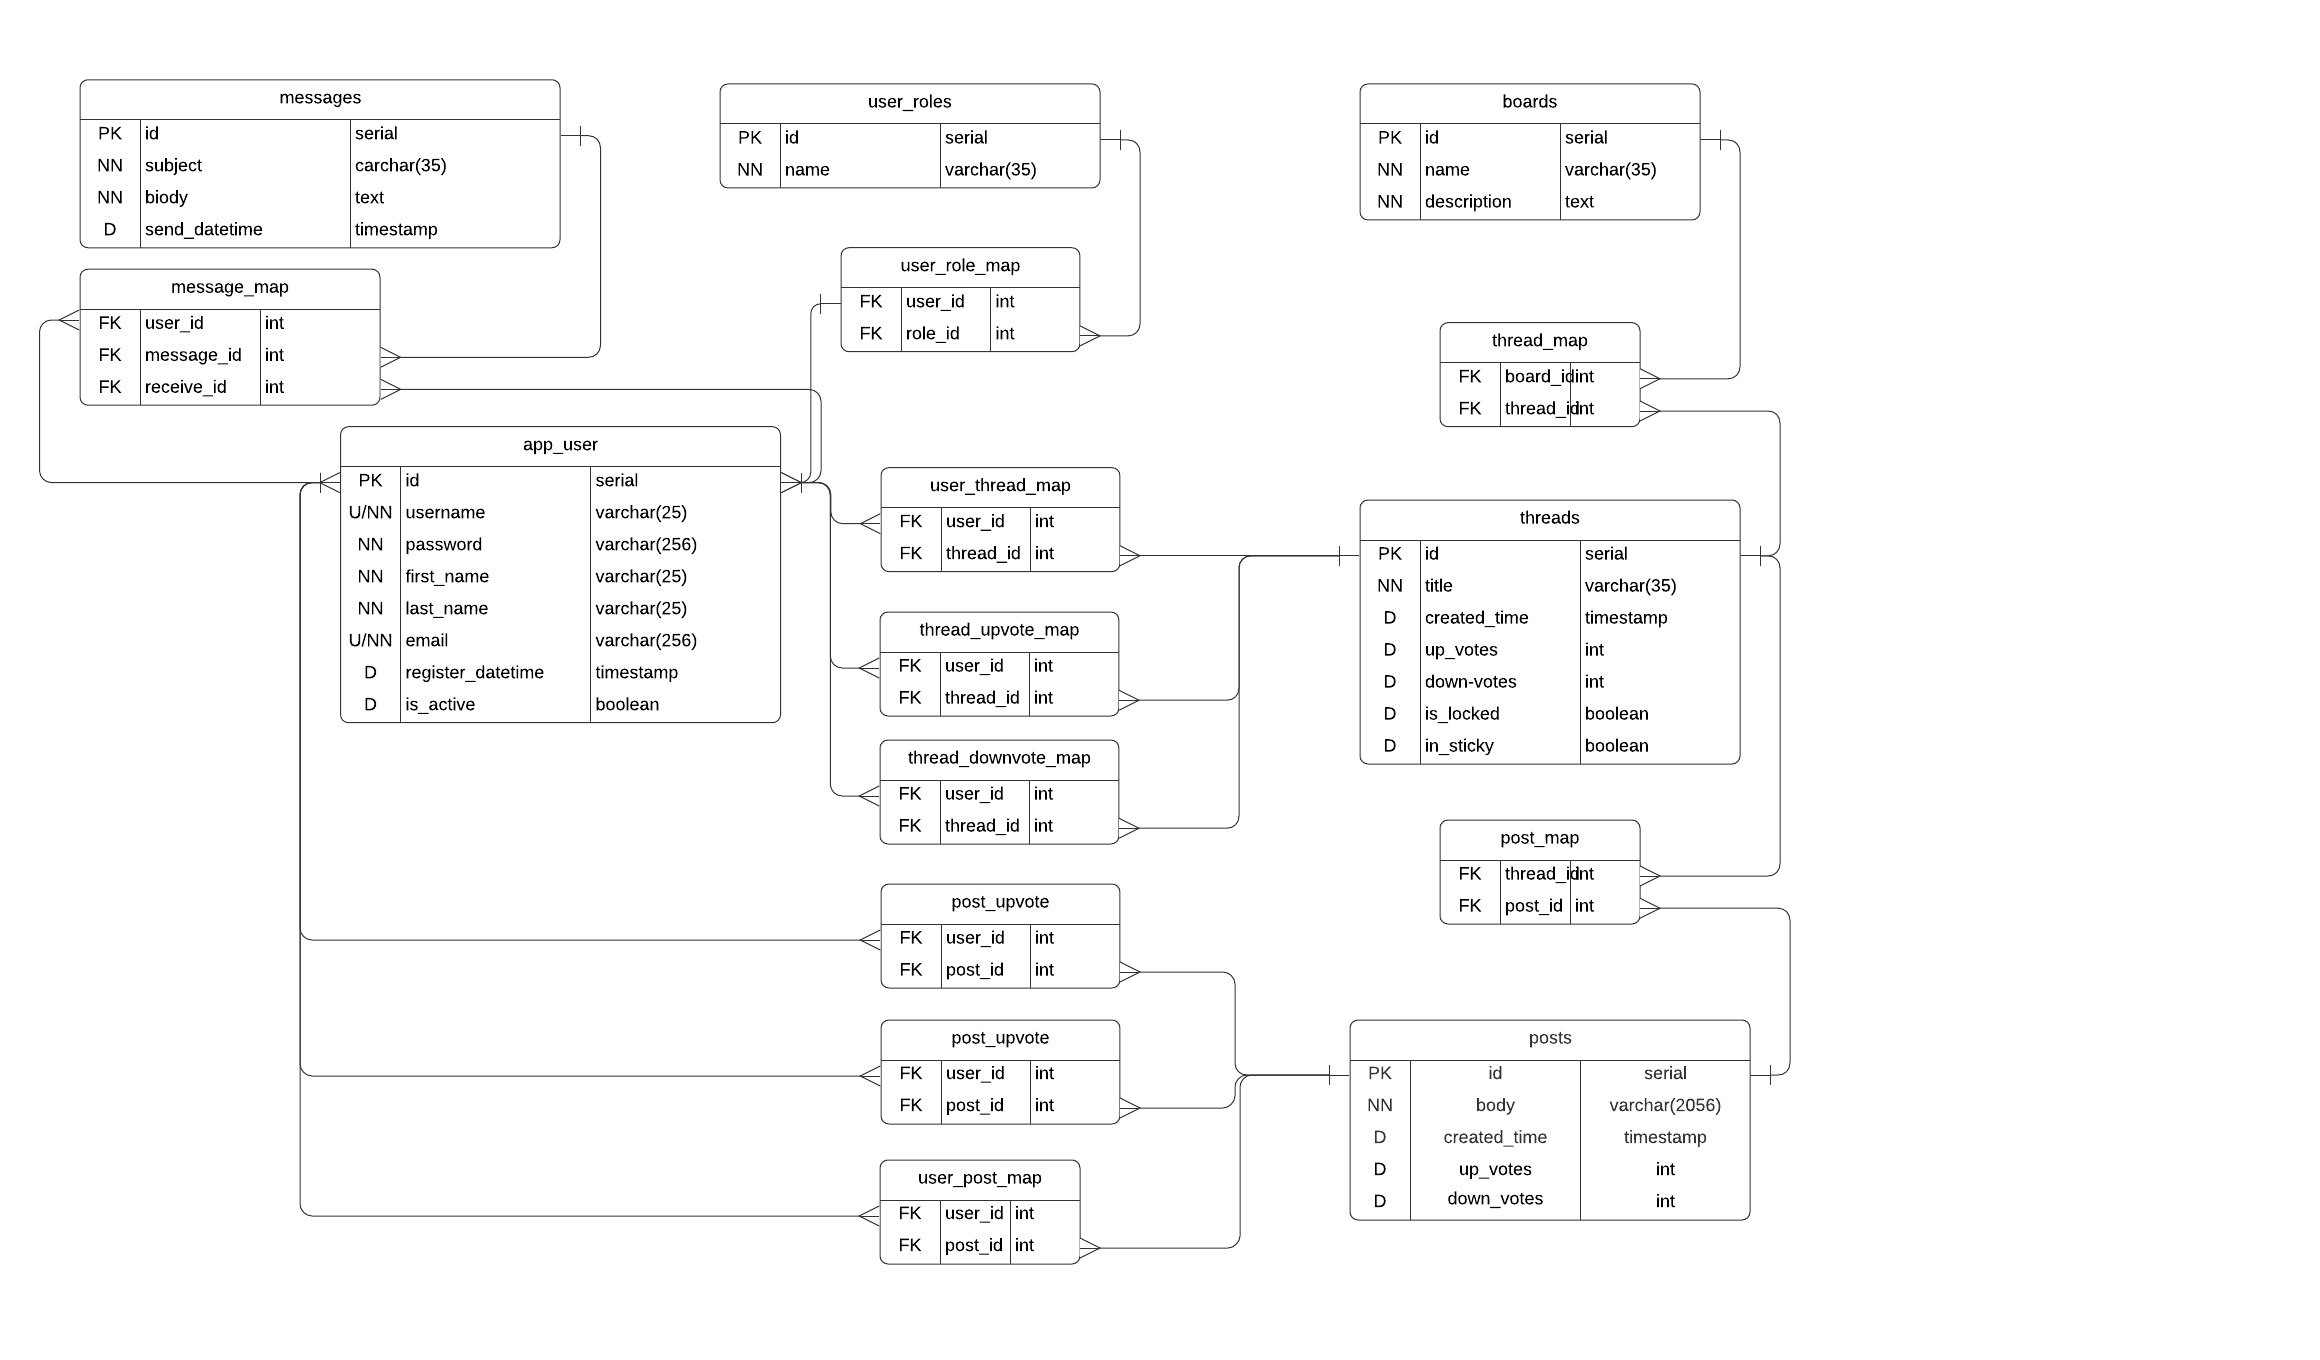 messages
PK id serial
NN subject carchar(35)
NN biody text
D send_datetime timestamp
message_map
FK user_id int
FK message_id int
FK receive_id int
user_roles
PK id serial
NN name varchar(35)
user_role_map
FK user_id int
FK role_id int
boards
PK id serial
NN name varchar(35)
NN description text
thread_map
FK board_id int
FK thread_id int
app_user
PK id serial
U/NN username varchar(25)
NN password varchar(256)
NN first_name varchar(25)
NN last_name varchar(25)
U/NN email varchar(256)
D register_datetime timestamp
D is_active boolean
user_thread_map
FK user_id int
FK thread_id int
thread_upvote_map
FK user_id int
FK thread_id int
thread_downvote_map
FK user_id int
FK thread_id int
threads
PK id serial
NN title varchar(35)
D created_time timestamp
D up_votes int
D down-votes int
D is_locked boolean
D in_sticky boolean
post_map
FK thread_id int
FK post_id int
post_upvote
FK user_id int
FK post_id int
post_upvote
FK user_id int
FK post_id int
user_post_map
FK user_id int
FK post_id int
posts
PK id serial
NN body varchar(2056)
D created_time timestamp
D up_votes int
D down_votes int